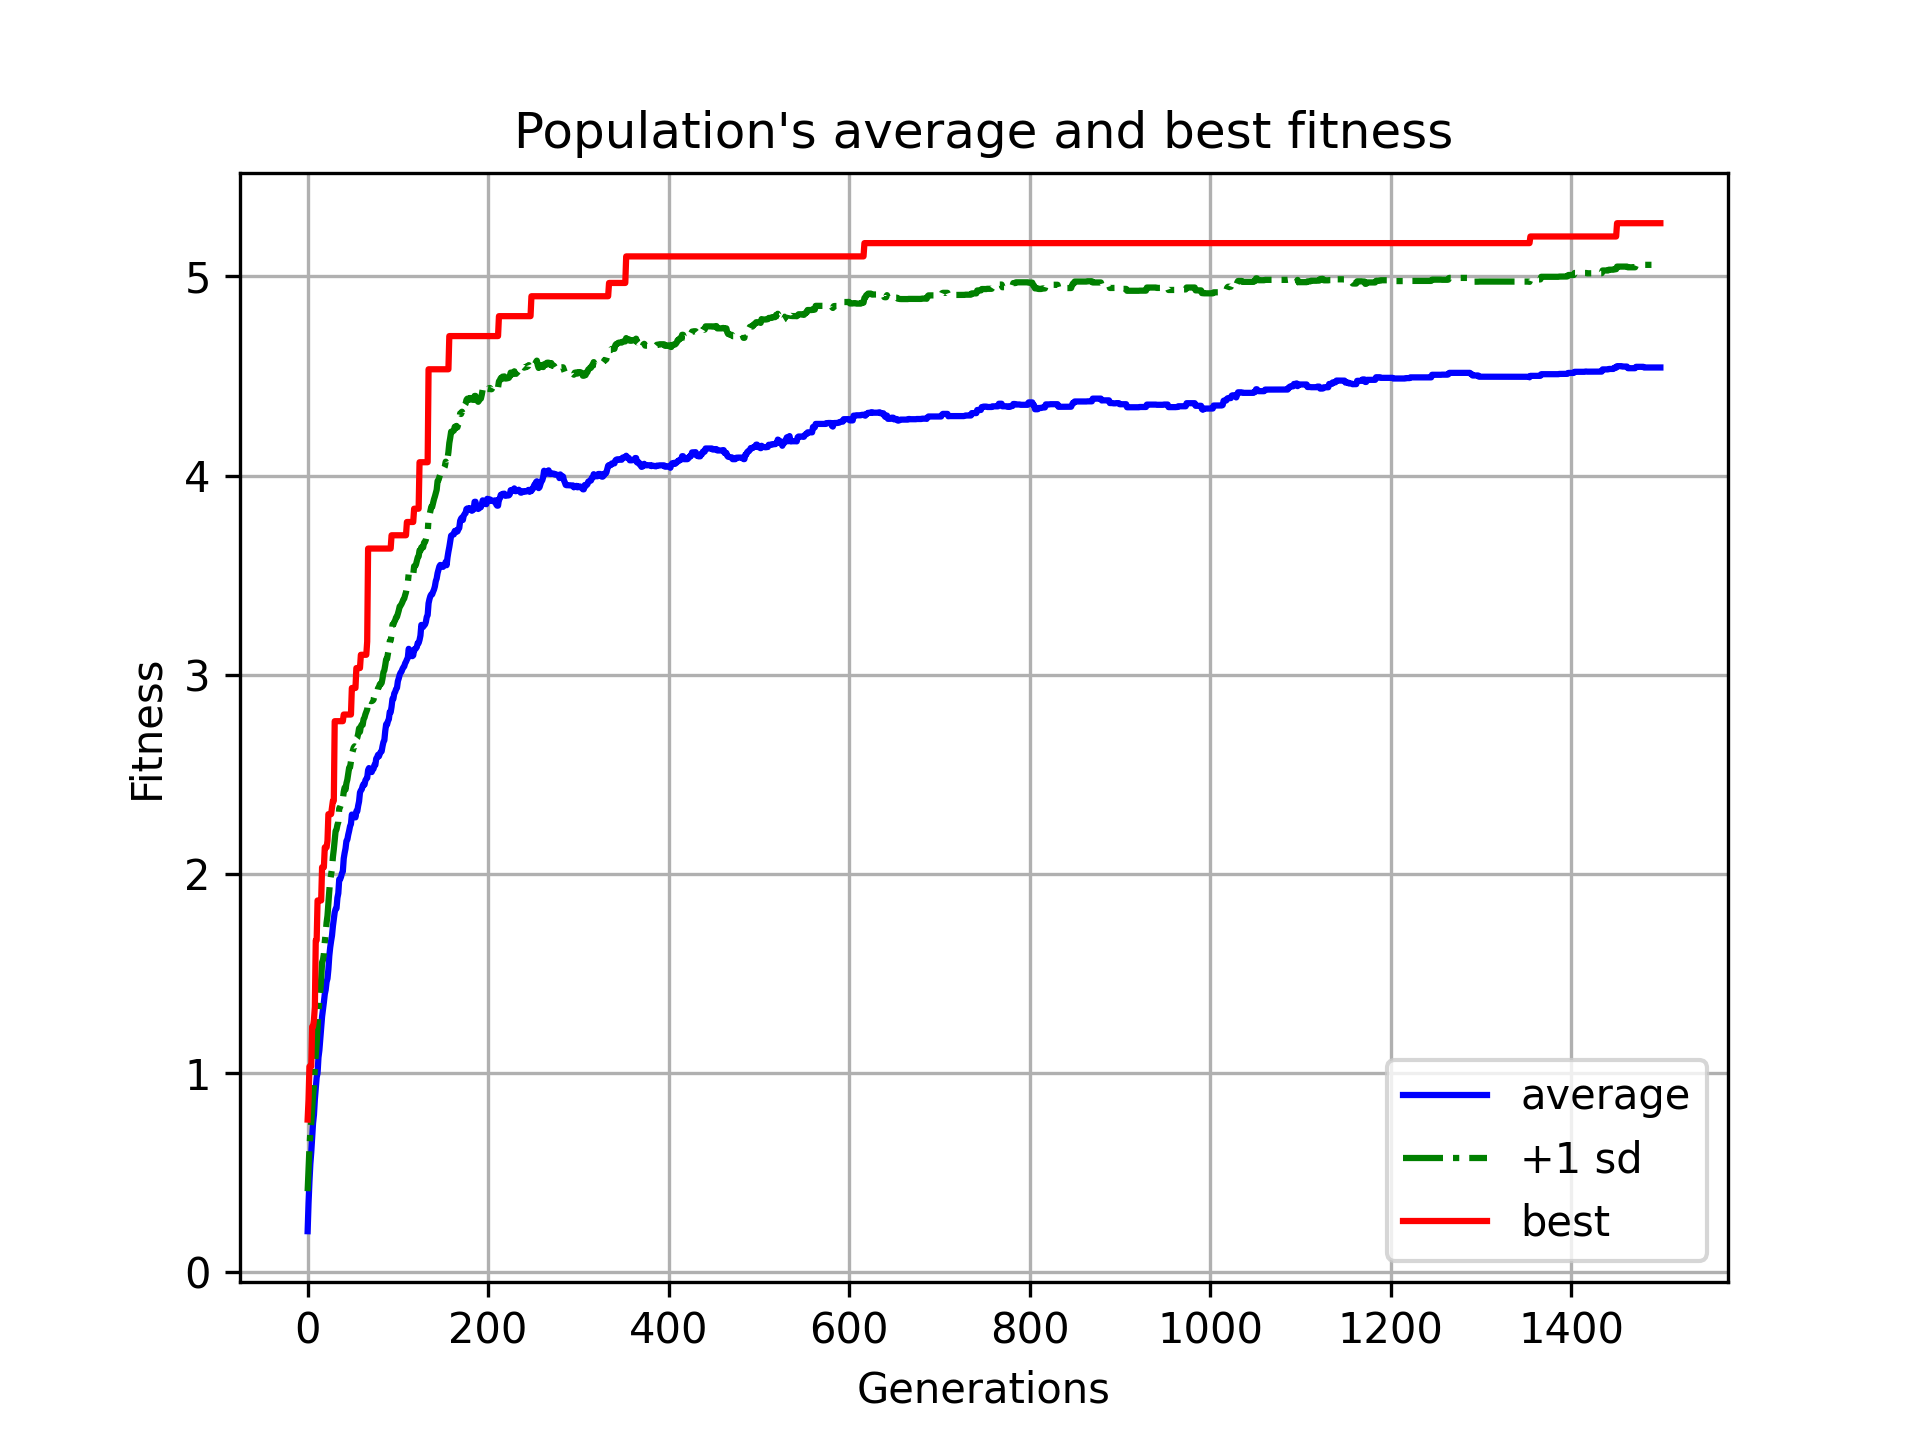 Population's average and best fitness
Fitness
5
4
3
2
1
0
0 200 400 600 800 1000 1200 1400
Generations
average
+1 sd
best